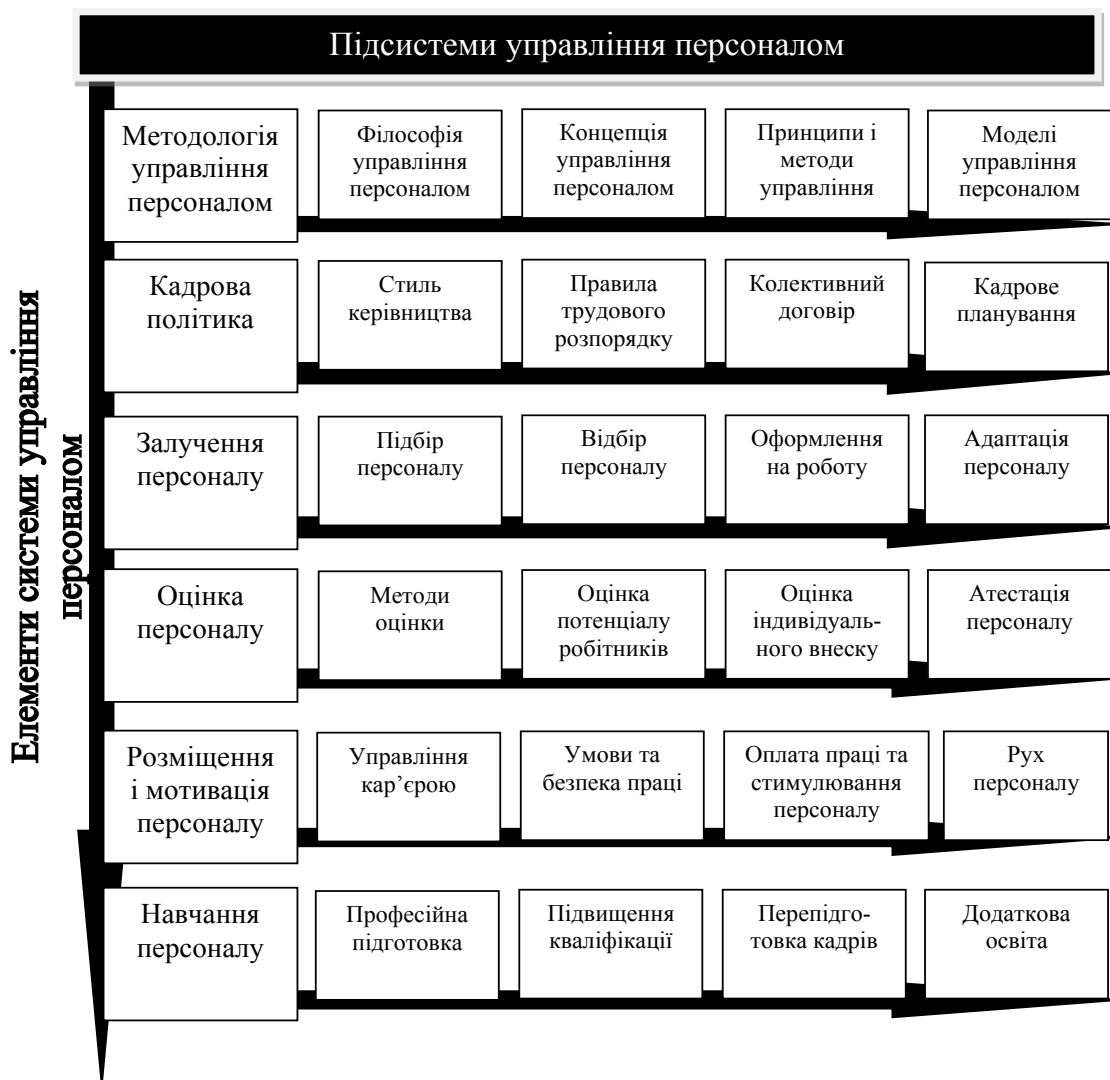 Підсистеми управління персоналом
Елементи системи управління
персоналом
Методологія
управління
персоналом
Філософія
управління
персоналом
Концепція
управління
персоналом
Принципи і
методи
управління
Моделі
управління
персоналом
Кадрова
політика
Стиль
керівництва
Правила
трудового
розпорядку
Колективний
договір
Кадрове
планування
Залучення
персоналу
Підбір
персоналу
Відбір
персоналу
Оформлення
на роботу
Адаптація
персоналу
Оцінка
персоналу
Методи
оцінки
Оцінка
потенціалу
робітників
Оцінка
індивідуаль-
ного внеску
Атестація
персоналу
Розміщення
і мотивація
персоналу
Управління
кар’єрою
Умови та
безпека праці
Оплата праці та
стимулювання
персоналу
Рух
персоналу
Навчання
персоналу
Професійна
підготовка
Підвищення
кваліфікації
Перепідго-
товка кадрів
Додаткова
освіта